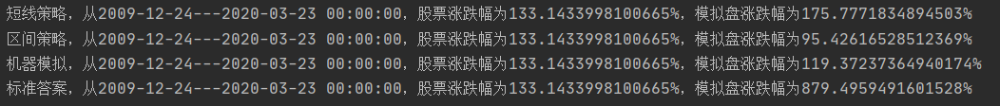 短线策略，从2009-12-24---2020-03-23 00:00:00，股票涨跌幅为133.1433998100665%，模拟盘涨跌幅为175.7771834894503%
区间策略，从2009-12-24---2020-03-23 00:00:00，股票涨跌幅为133.1433998100665%，模拟盘涨跌幅为95.42616528512369%
机器模拟，从2009-12-24---2020-03-23 00:00:00，股票涨跌幅为133.1433998100665%，模拟盘涨跌幅为119.37237364940174%
标准答案，从2009-12-24---2020-03-23 00:00:00，股票涨跌幅为133.1433998100665%，模拟盘涨跌幅为879.4959491601528%